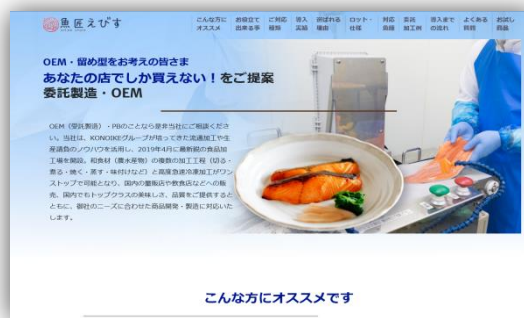 魚匠えびす
こんな方に
オススメ
お役立て
出来る事
ご対応
種類
導入
実績
選ばれる
理由
ロット・
仕様
対応
魚種
委託
加工例
導入まで
の流れ
よくある
質問
お試し
商品
OEM・留め型をお考えの皆さま
あなたの店でしか買えない！をご提案
委託製造・OEM
OEM（受託製造）・PBのことなら是非当社にご相談くださ
い。当社は、KONOIKEグループが培ってきた流通加工や生
産請負のノウハウを活用し、2019年4月に最新鋭の食品加
工場を開設。和食材（農水産物）の複数の加工工程（切る・
煮る・焼く・蒸す・味付けなど）と高度急速冷凍加工がワン
ストップで可能となり、国内の量販店や飲食店などへの販
売、国内でもトップクラスの美味しさ、品質をご提供すると
ともに、御社のニーズに合わせた商品開発・製造に対応いた
します。
こんな方にオススメです